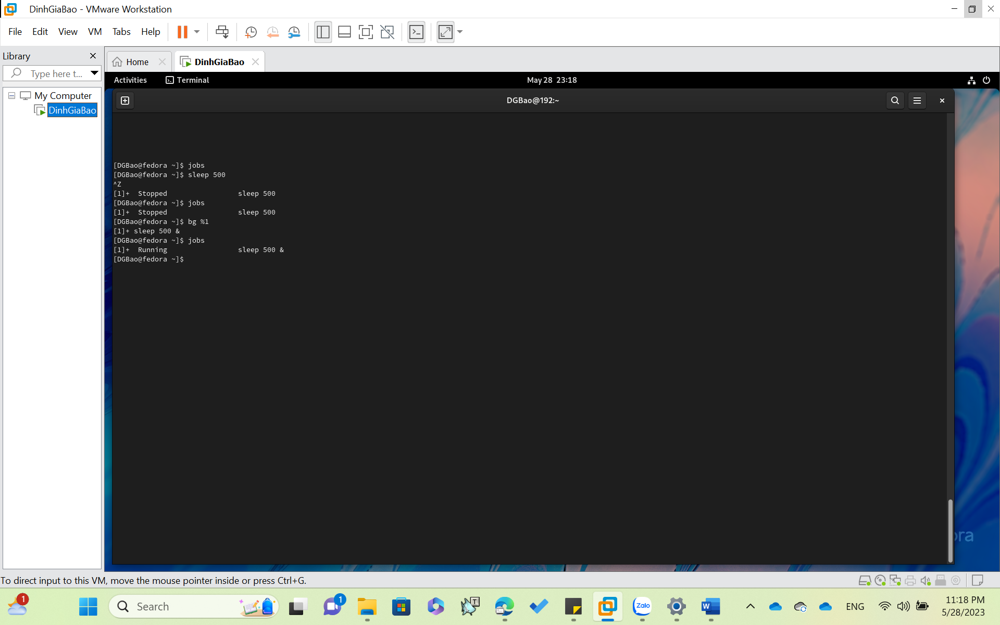 DinhGiaBao - VMware Workstation
File Edit View VM Tabs Help
Library
Type here t...
My Computer
DinhGiaBao
Home
DinhGiaBao
Activities Terminal May 28 23:18
DGBao@192:~
[DGBao@fedora ~]$ jobs
[DGBao@fedora ~]$ sleep 500
^Z
[1]+  Stopped                 sleep 500
[DGBao@fedora ~]$ jobs
[1]+  Stopped                 sleep 500
[DGBao@fedora ~]$ bg %1
[1]+ sleep 500 &
[DGBao@fedora ~]$ jobs
[1]+  Running                 sleep 500 &
[DGBao@fedora ~]$
ora
To direct input to this VM, move the mouse pointer inside or press Ctrl+G.
1
Search
1
T
Zalo
W
ENG
11:18 PM
5/28/2023